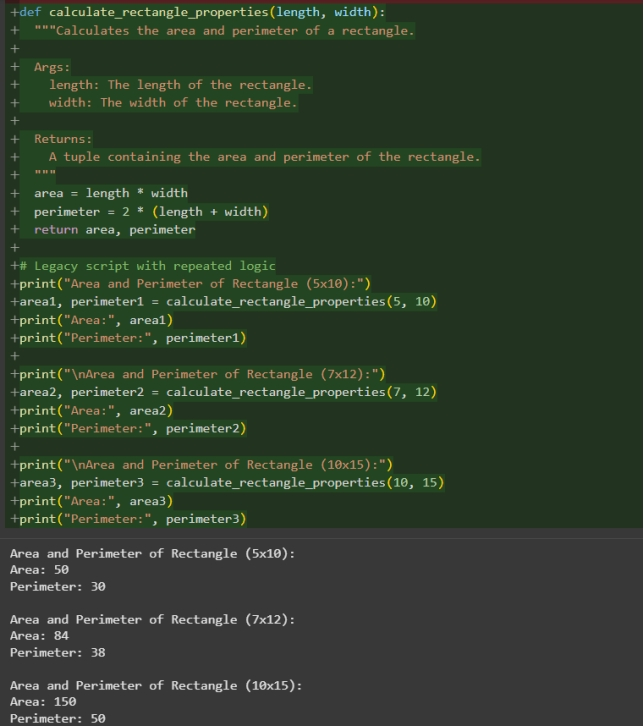 +def calculate_rectangle_properties(length, width):
+  """Calculates the area and perimeter of a rectangle.
+
+  Args:
+    length: The length of the rectangle.
+    width: The width of the rectangle.
+
+  Returns:
+    A tuple containing the area and perimeter of the rectangle.
+  """
+  area = length * width
+  perimeter = 2 * (length + width)
+  return area, perimeter
+
+# Legacy script with repeated logic
+print("Area and Perimeter of Rectangle (5x10):")
+area1, perimeter1 = calculate_rectangle_properties(5, 10)
+print("Area:", area1)
+print("Perimeter:", perimeter1)
+
+print("\nArea and Perimeter of Rectangle (7x12):")
+area2, perimeter2 = calculate_rectangle_properties(7, 12)
+print("Area:", area2)
+print("Perimeter:", perimeter2)
+
+print("\nArea and Perimeter of Rectangle (10x15):")
+area3, perimeter3 = calculate_rectangle_properties(10, 15)
+print("Area:", area3)
+print("Perimeter:", perimeter3)
Area and Perimeter of Rectangle (5x10):
Area: 50
Perimeter: 30

Area and Perimeter of Rectangle (7x12):
Area: 84
Perimeter: 38

Area and Perimeter of Rectangle (10x15):
Area: 150
Perimeter: 50